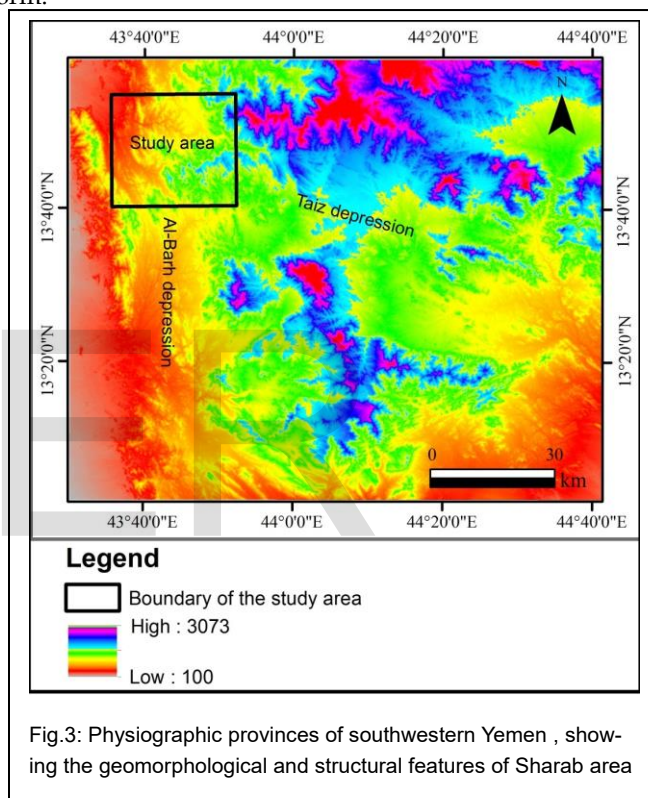 43°40'0"E 44°0'0"E 44°20'0"E 44°40'0"E
N
Study area
13°40'0"N
Taiz depression
13°40'0"N
Al-Barh depression
13°20'0"N
13°20'0"N
0 30
km
43°40'0"E 44°0'0"E 44°20'0"E 44°40'0"E
Legend
Boundary of the study area
High : 3073
Low : 100
Fig.3: Physiographic provinces of southwestern Yemen , show-
ing the geomorphological and structural features of Sharab area